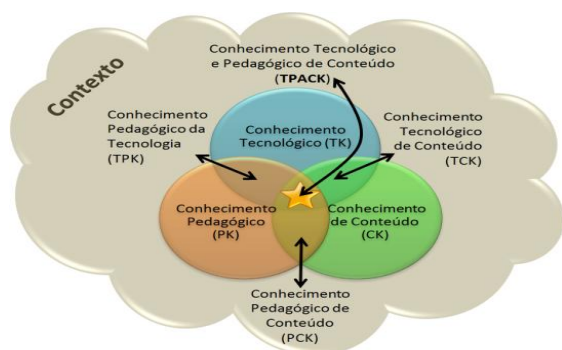 Contexto
Conhecimento Tecnológico
e Pedagógico de Conteúdo
(TPACK)
Conhecimento
Pedagógico da
Tecnologia (TPK)
Conhecimento
Tecnológico (TK)
Conhecimento
Tecnológico
de Conteúdo
(TCK)
Conhecimento
Pedagógico
(PK)
Conhecimento
de Conteúdo
(CK)
Conhecimento
Pedagógico de
Conteúdo
(PCK)